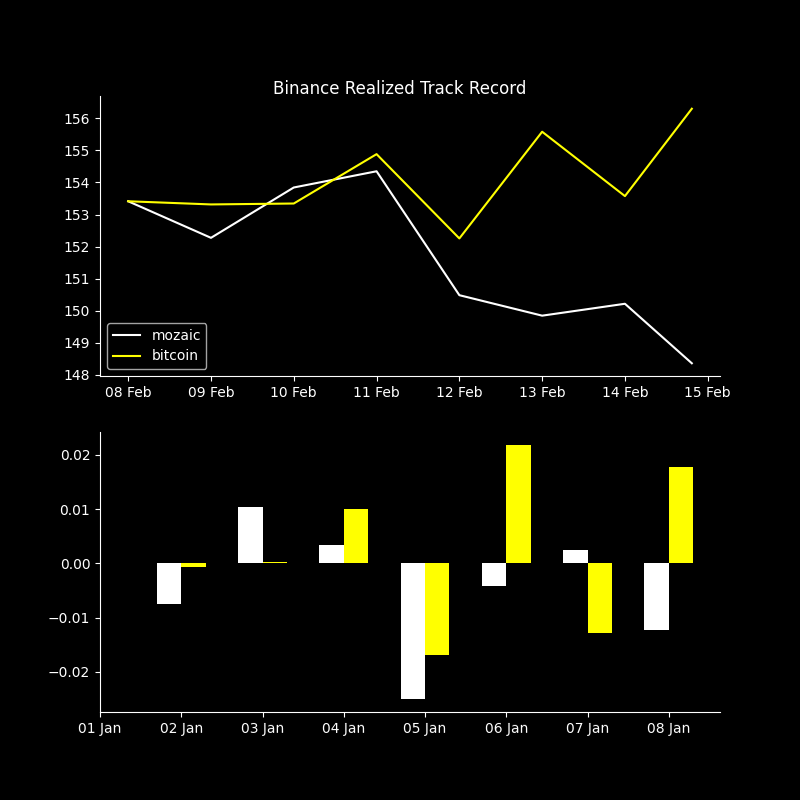 Binance Realized Track Record
156
155
154
153
152
151
150
149
148
mozaic
bitcoin
08 Feb 09 Feb 10 Feb 11 Feb 12 Feb 13 Feb 14 Feb 15 Feb
0.02
0.01
0.00
−0.01
−0.02
01 Jan 02 Jan 03 Jan 04 Jan 05 Jan 06 Jan 07 Jan 08 Jan